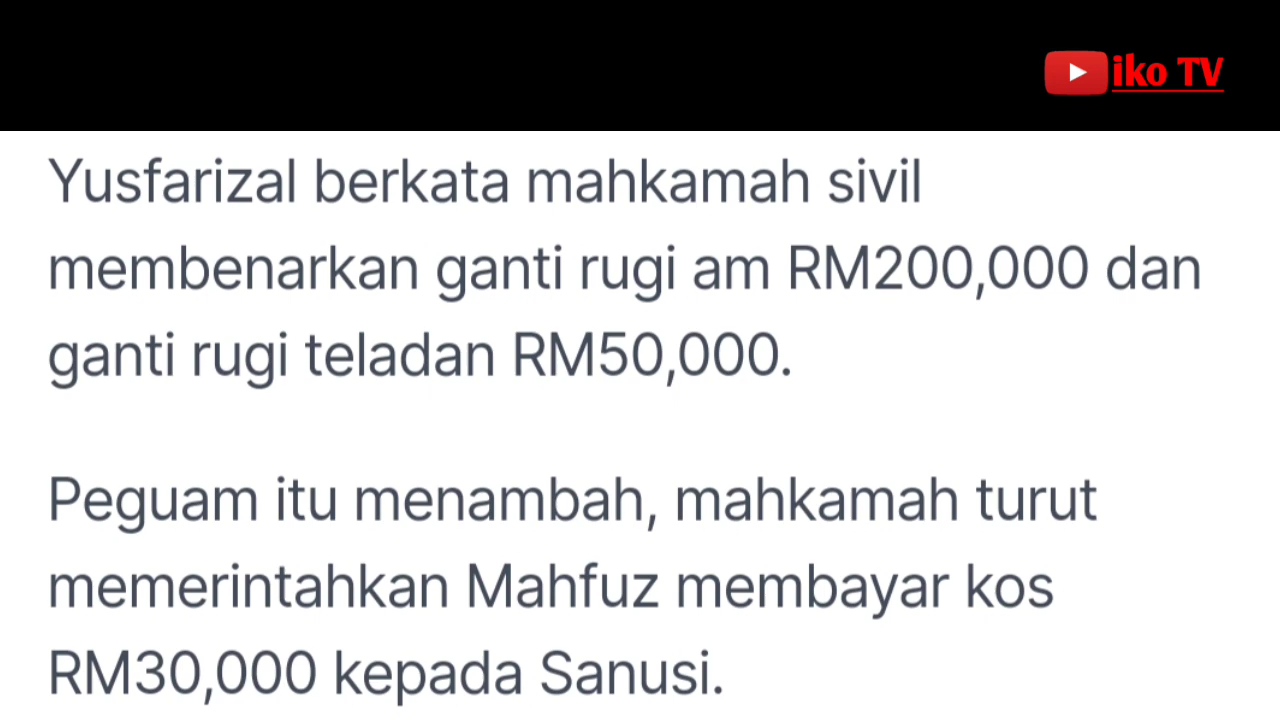 iko TV
Yusfarizal berkata mahkamah sivil
membenarkan ganti rugi am RM200,000 dan
ganti rugi teladan RM50,000.
Peguam itu menambah, mahkamah turut
memerintahkan Mahfuz membayar kos
RM30,000 kepada Sanusi.